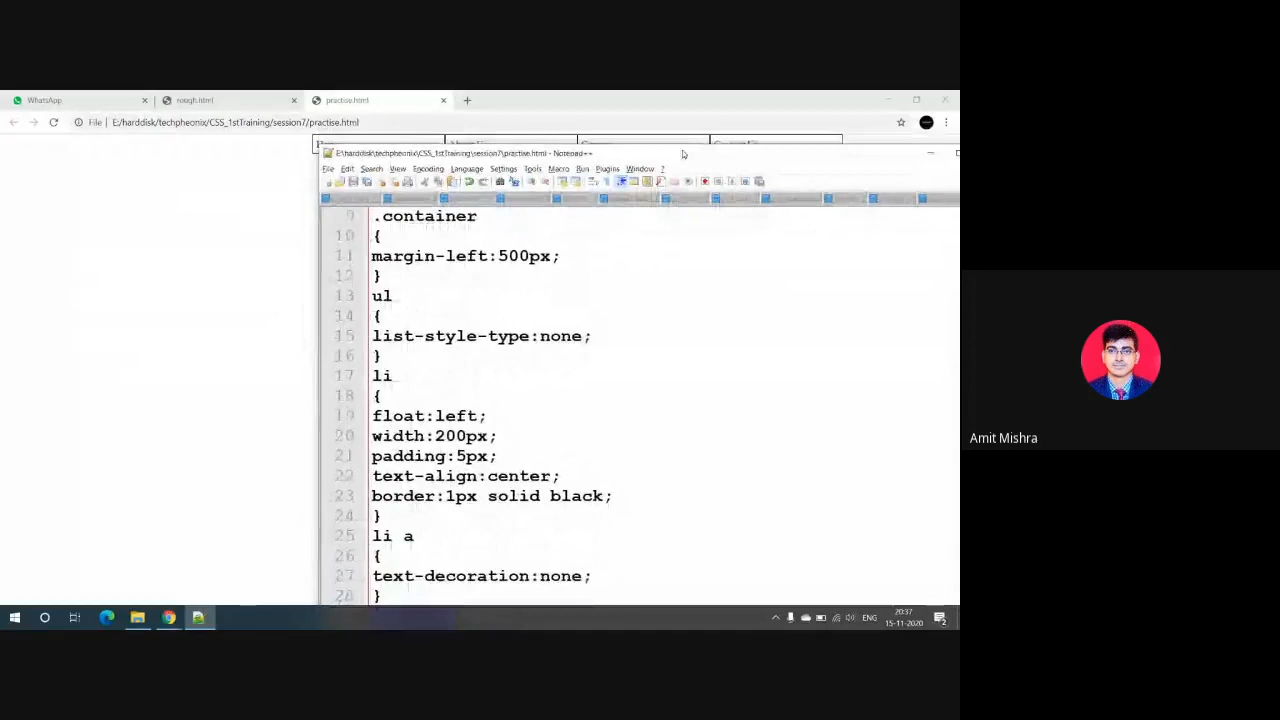 WhatsApp
rough.html
practise.html
File
E:/harddisk/techpheonix/CSS_1stTraining/session7/practise.html
E:\harddisk\techpheonix\CSS_1stTraining\session7\practise.html - Notepad++
File Edit Search View Encoding Language Settings Tools Macro Run Plugins Window ?
9 .container
10 {
11 margin-left:500px;
12 }
13 ul
14 {
15 list-style-type:none;
16 }
17 li
18 {
19 float:left;
20 width:200px;
21 padding:5px;
22 text-align:center;
23 border:1px solid black;
24 }
25 li a
26 {
27 text-decoration:none;
28 }
Amit Mishra
ENG
20:37
15-11-2020
2